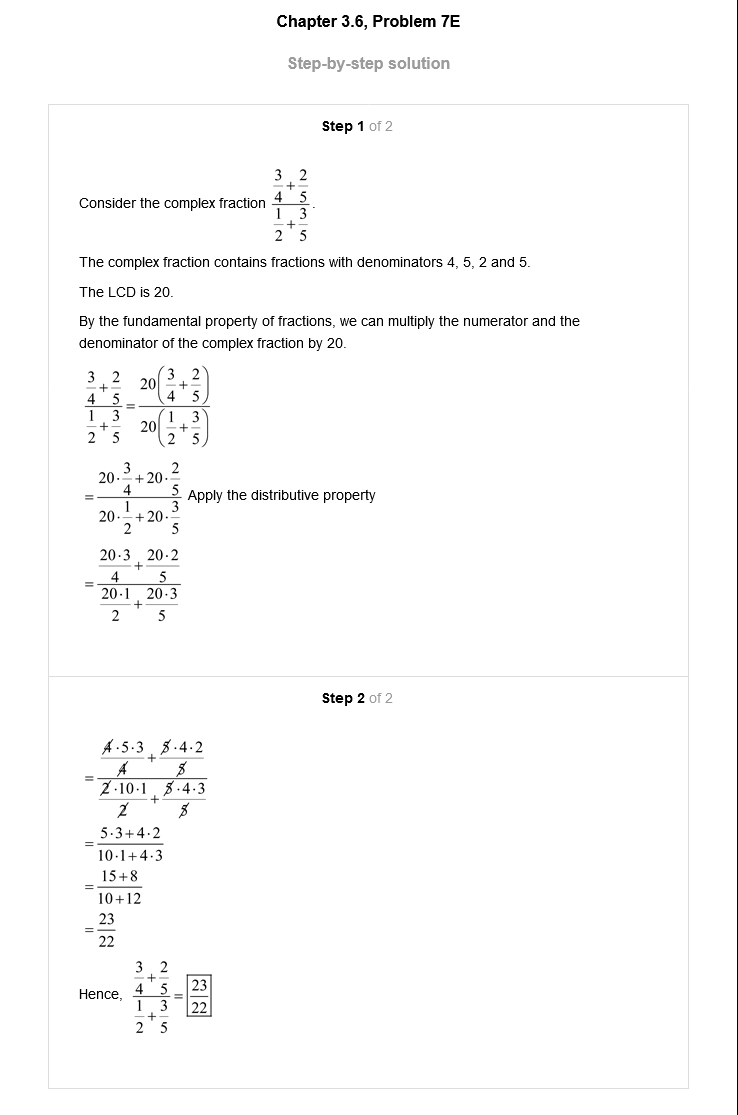 Chapter 3.6, Problem 7E
Step-by-step solution
Step 1 of 2
Consider the complex fraction \frac{\frac{3}{4}+\frac{2}{5}}{\frac{1}{2}+\frac{3}{5}}.
The complex fraction contains fractions with denominators 4, 5, 2 and 5.
The LCD is 20.
By the fundamental property of fractions, we can multiply the numerator and the
denominator of the complex fraction by 20.
\frac{\frac{3}{4}+\frac{2}{5}}{\frac{1}{2}+\frac{3}{5}}=\frac{20\left(\frac{3}{4}+\frac{2}{5}\right)}{20\left(\frac{1}{2}+\frac{3}{5}\right)}
=\frac{20\cdot\frac{3}{4}+20\cdot\frac{2}{5}}{20\cdot\frac{1}{2}+20\cdot\frac{3}{5}} Apply the distributive property
=\frac{\frac{20\cdot3}{4}+\frac{20\cdot2}{5}}{\frac{20\cdot1}{2}+\frac{20\cdot3}{5}}
Step 2 of 2
=\frac{\frac{\cancel{4}\cdot5\cdot3}{\cancel{4}}+\frac{\cancel{5}\cdot4\cdot2}{\cancel{5}}}{\frac{\cancel{2}\cdot10\cdot1}{\cancel{2}}+\frac{\cancel{5}\cdot4\cdot3}{\cancel{5}}}
=\frac{5\cdot3+4\cdot2}{10\cdot1+4\cdot3}
=\frac{15+8}{10+12}
=\frac{23}{22}
Hence, \frac{\frac{3}{4}+\frac{2}{5}}{\frac{1}{2}+\frac{3}{5}}=\boxed{\frac{23}{22}}